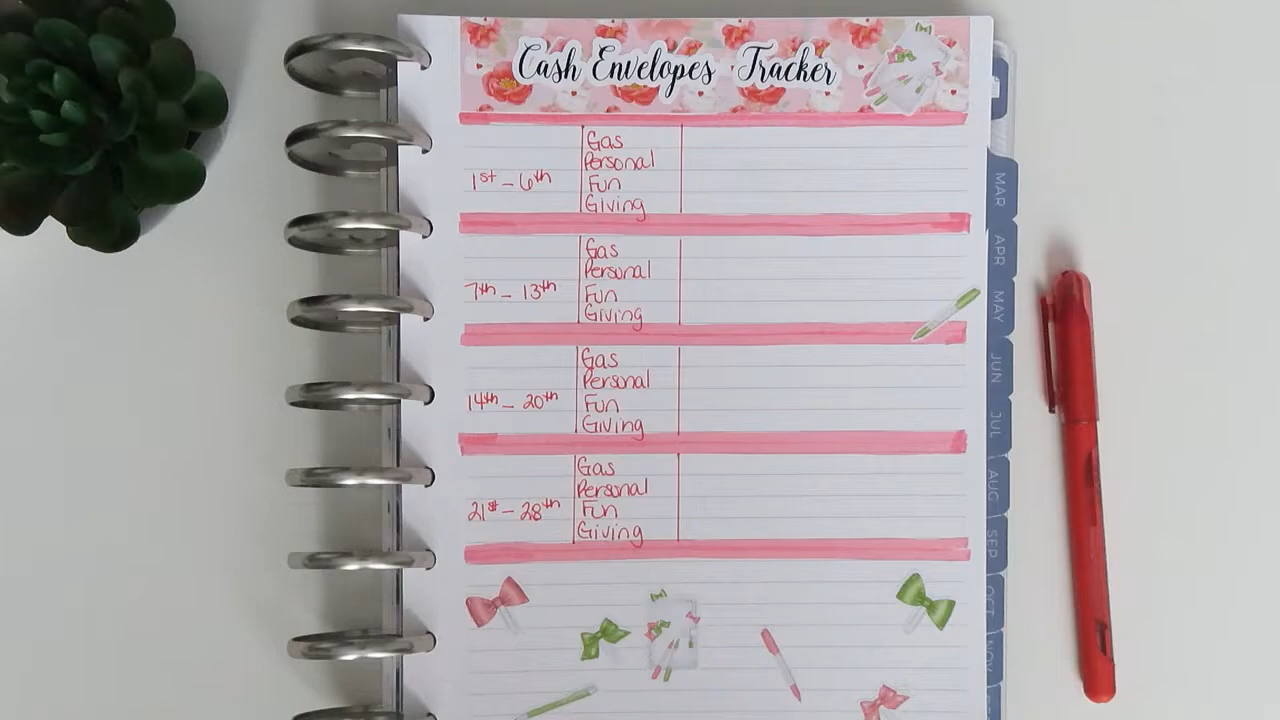 Cash Envelopes Tracker
1st - 6th
Gas
Personal
Fun
Giving
7th - 13th
Gas
Personal
Fun
Giving
14th - 20th
Gas
Personal
Fun
Giving
21st - 28th
Gas
Personal
Fun
Giving
MAR
APR
MAY
JUN
JUL
AUG
SEP
OCT
NOV